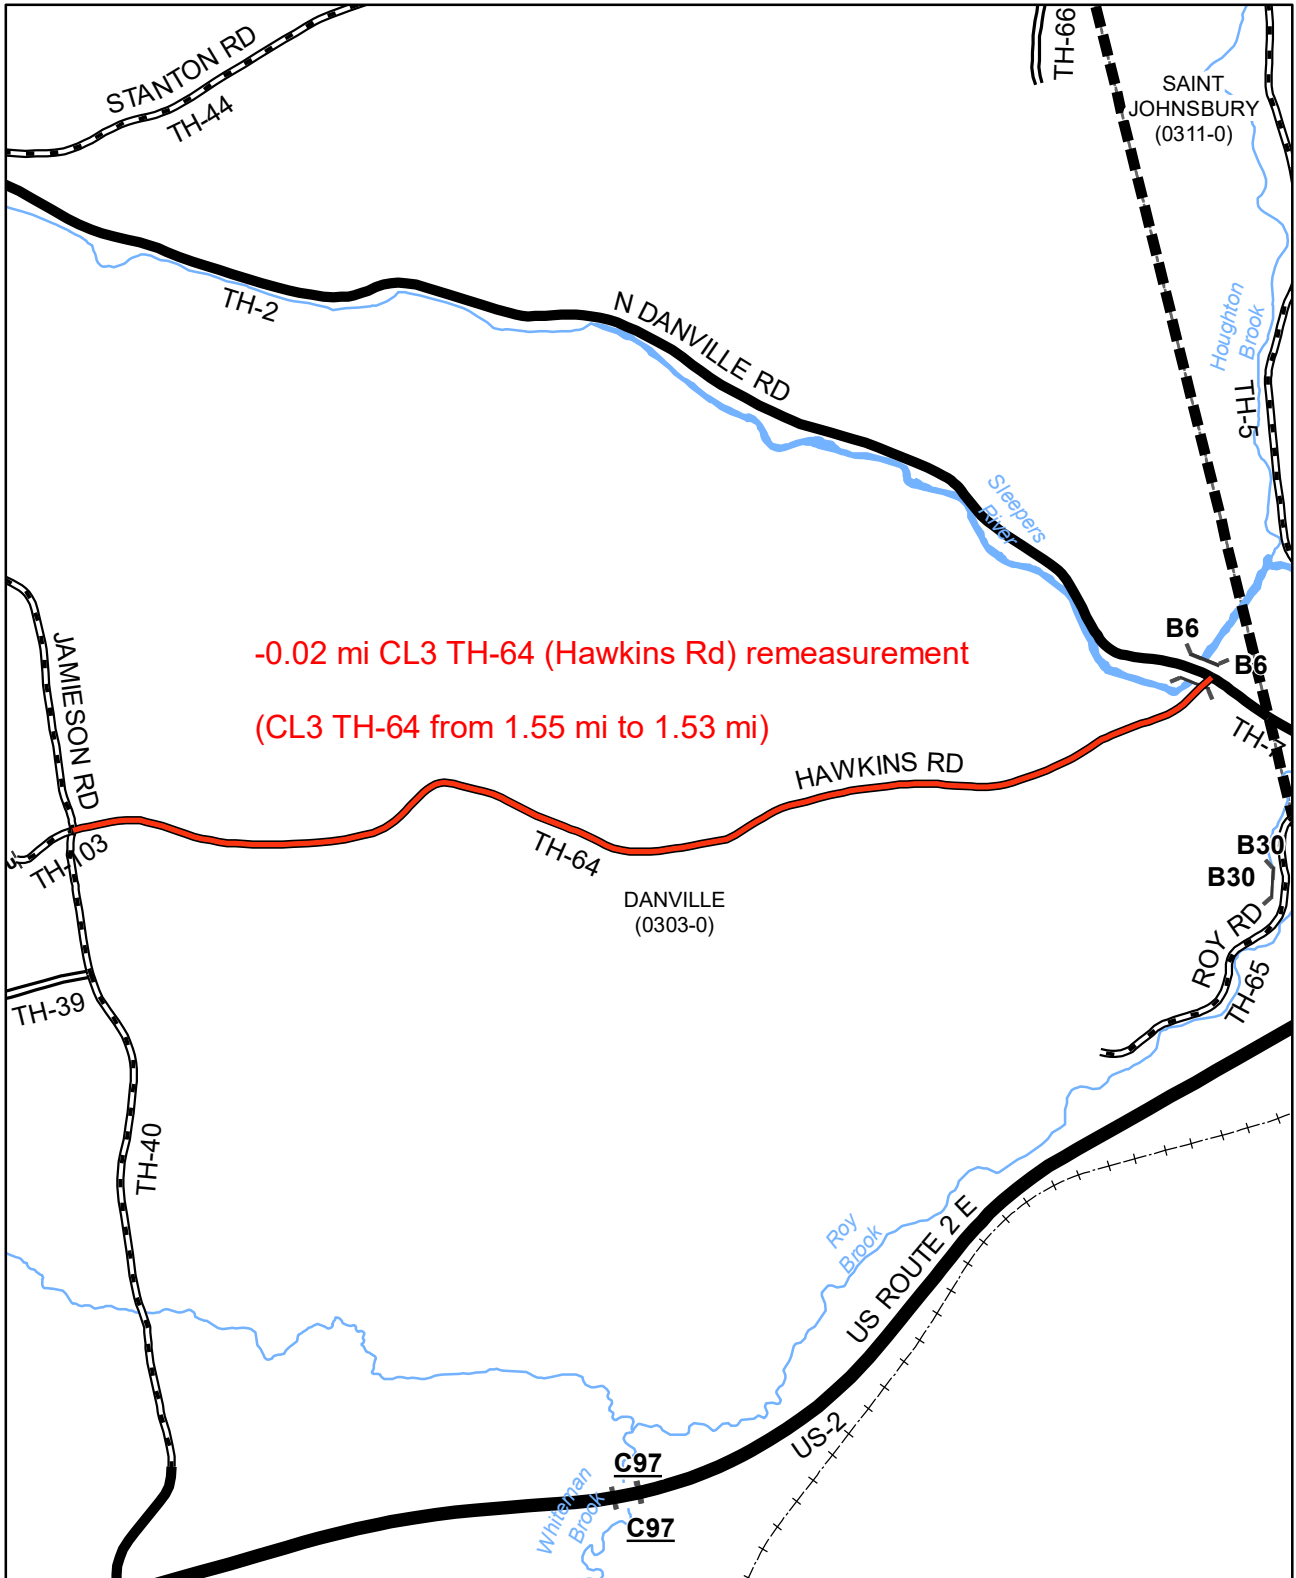 STANTON RD
TH-44
TH-66
SAINT
JOHNSBURY
(0311-0)
TH-2
N DANVILLE RD
Houghton
Brook
TH-5
Sleepers
River
JAMIESON RD
-0.02 mi CL3 TH-64 (Hawkins Rd) remeasurement
(CL3 TH-64 from 1.55 mi to 1.53 mi)
B6
B6
HAWKINS RD
TH-103
TH-64
DANVILLE
(0303-0)
B30
B30
ROY RD
TH-65
TH-39
TH-40
Roy
Brook
US ROUTE 2 E
US-2
C97
Whiteman
Brook
C97